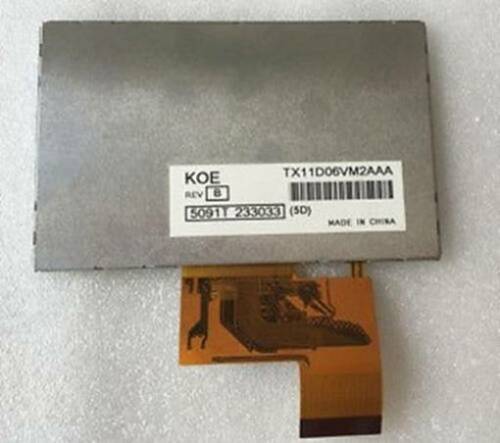 KOE TX11D06VM2AAA
REV B
5091T 233033 (5D)
MADE IN CHINA